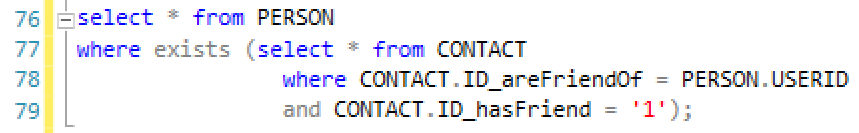 76 select * from PERSON
77 where exists (select * from CONTACT
78 where CONTACT.ID_areFriendOf = PERSON.USERID
79 and CONTACT.ID_hasFriend = '1');